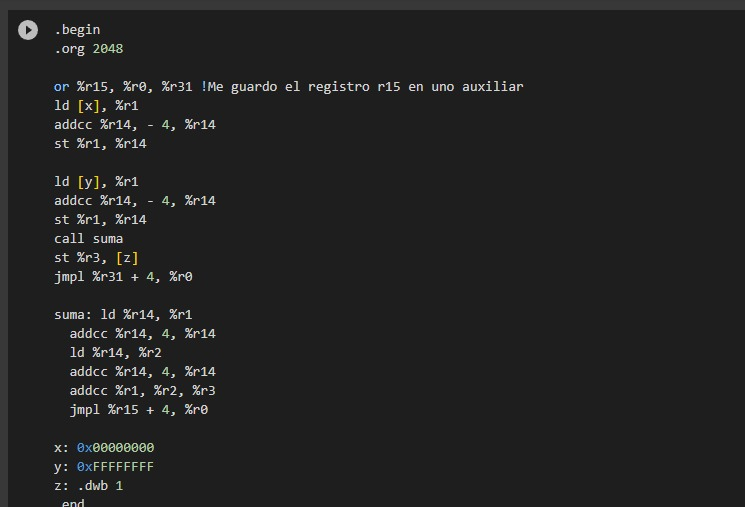 .begin
.org 2048
or %r15, %r0, %r31 !Me guardo el registro r15 en uno auxiliar
ld [x], %r1
addcc %r14, - 4, %r14
st %r1, %r14
ld [y], %r1
addcc %r14, - 4, %r14
st %r1, %r14
call suma
st %r3, [z]
jmpl %r31 + 4, %r0
suma: ld %r14, %r1
addcc %r14, 4, %r14
ld %r14, %r2
addcc %r14, 4, %r14
addcc %r1, %r2, %r3
jmpl %r15 + 4, %r0
x: 0x00000000
y: 0xFFFFFFFF
z: .dwb 1
.end